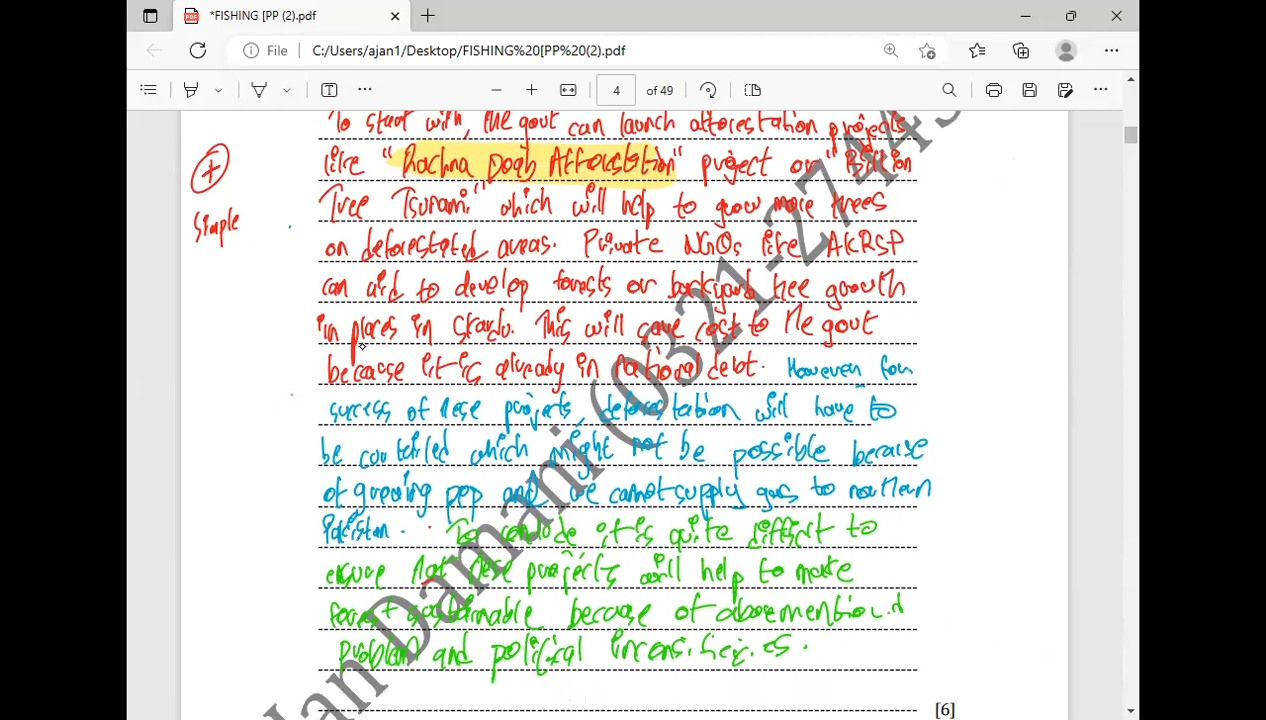 *FISHING [PP (2).pdf
File C:/Users/ajan1/Desktop/FISHING%20[PP%20(2).pdf
4 of 49
To start with, the govt can launch afforestation projects
like "Rachna Doab Afforestation" project or "Billion
Tree Tsunami" which will help to grow more trees
on deforestated areas. Private NGOs like AKRSP
can aid to develop forests or backyard tree growth
in places in Skardu. This will save cost to the govt
because it is already in national debt. However for
success of these projects, deforestation will have to
be controlled which might not be possible because
of growing pop and we cannot supply gas to northern
Pakistan. To conclude it is quite difficult to
ensure that these projects will help to make
forest sustainable because of abovementioned
problem and political
+
Simple
[6]
Damani (0321-27443